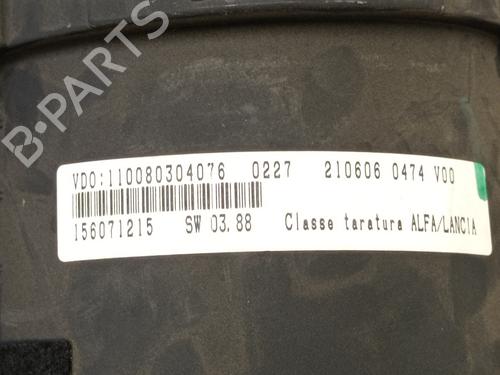 B-PARTS
VDO:110080304076 0227 210606 0474 V00
156071215 SW 03.88 Classe taratura ALFA/LANCIA